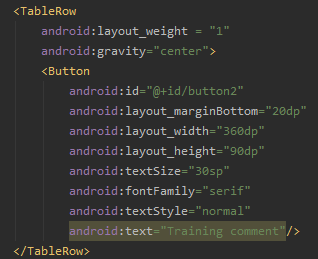 <TableRow
android:layout_weight = "1"
android:gravity="center">
<Button
android:id="@+id/button2"
android:layout_marginBottom="20dp"
android:layout_width="360dp"
android:layout_height="90dp"
android:textSize="30sp"
android:fontFamily="serif"
android:textStyle="normal"
android:text="Training comment"/>
</TableRow>